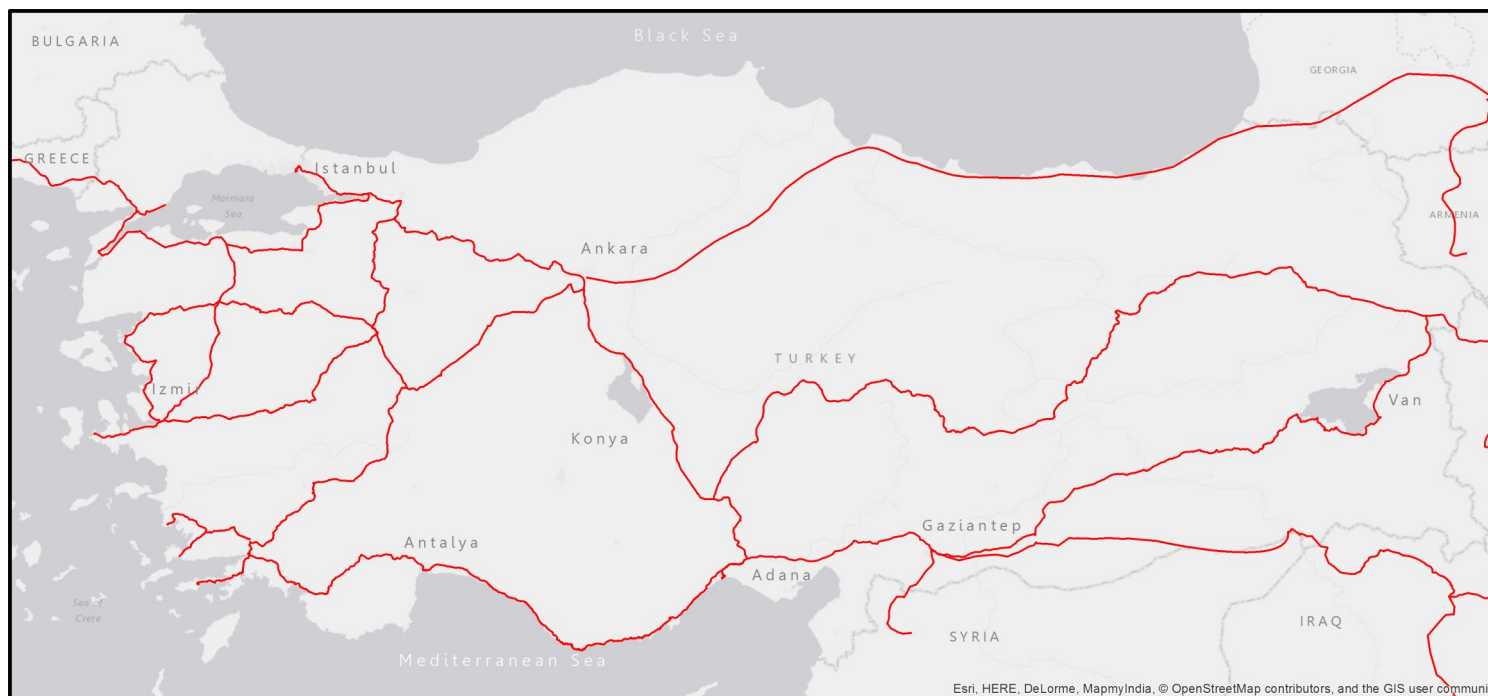 Black Sea
BULGARIA
GEORGIA
GREECE
Istanbul
Marmara
Sea
ARMENIA
Ankara
TURKEY
Izmir
Van
Konya
Gaziantep
Antalya
Adana
Sea of
Crete
SYRIA
IRAQ
Mediterranean Sea
Esri, HERE, DeLorme, MapmyIndia, © OpenStreetMap contributors, and the GIS user communi